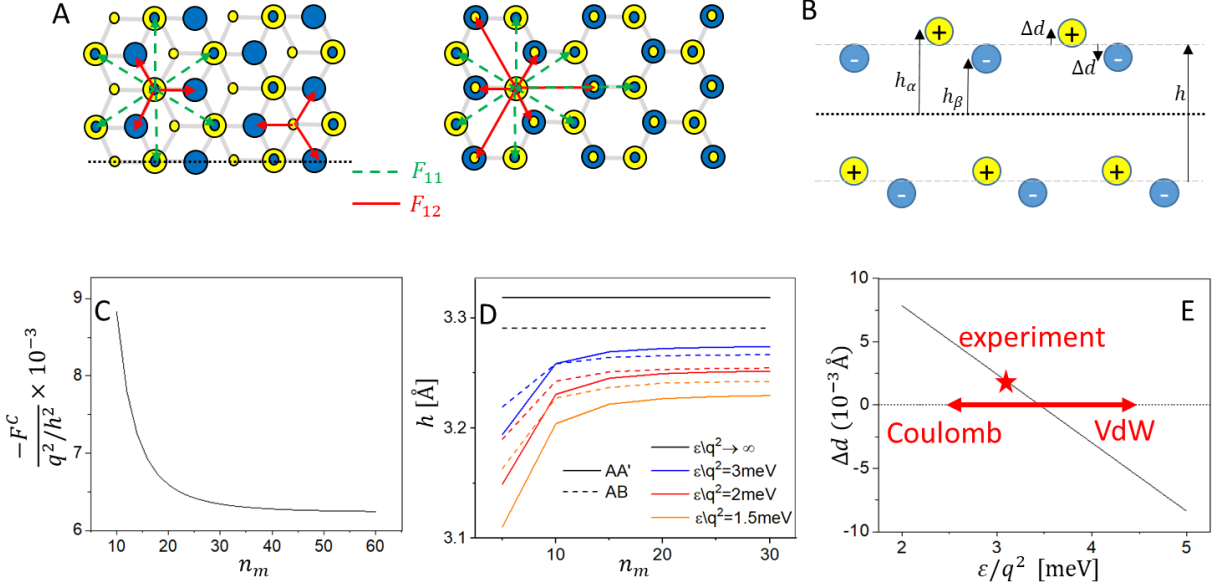 A
F₁₁
F₁₂
B
Δd
Δd
h_α
h_β
h
+
+
-
-
-
+
+
+
-
-
-
C
-F^C
q²/h² × 10⁻³
9
8
7
6
10 20 30 40 50 60
n_m
D
h [Å]
3.3
3.2
3.1
10 20 30
n_m
AA'
AB
ε\q²→ ∞
ε\q²=3meV
ε\q²=2meV
ε\q²=1.5meV
E
Δd (10⁻³Å)
10
5
0
-5
-10
experiment
Coulomb
VdW
2 3 4 5
ε/q² [meV]